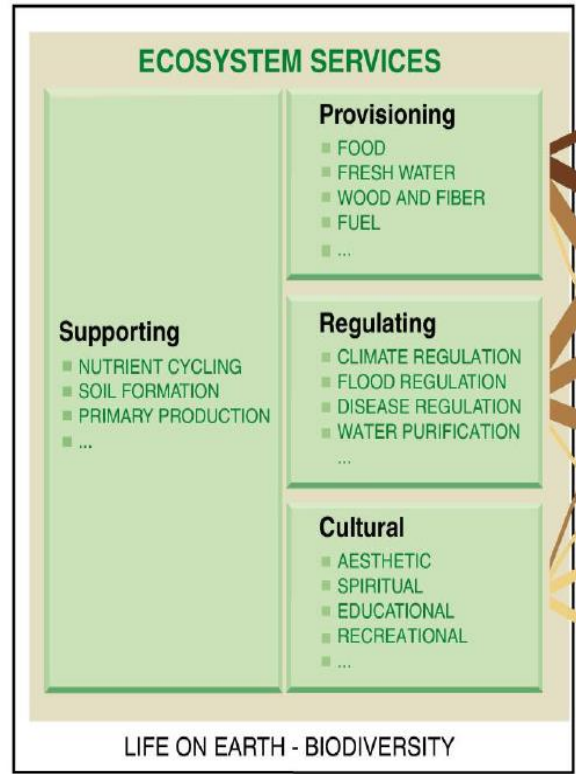 ECOSYSTEM SERVICES
Supporting
NUTRIENT CYCLING
SOIL FORMATION
PRIMARY PRODUCTION
...
Provisioning
FOOD
FRESH WATER
WOOD AND FIBER
FUEL
...
Regulating
CLIMATE REGULATION
FLOOD REGULATION
DISEASE REGULATION
WATER PURIFICATION
...
Cultural
AESTHETIC
SPIRITUAL
EDUCATIONAL
RECREATIONAL
...
LIFE ON EARTH - BIODIVERSITY